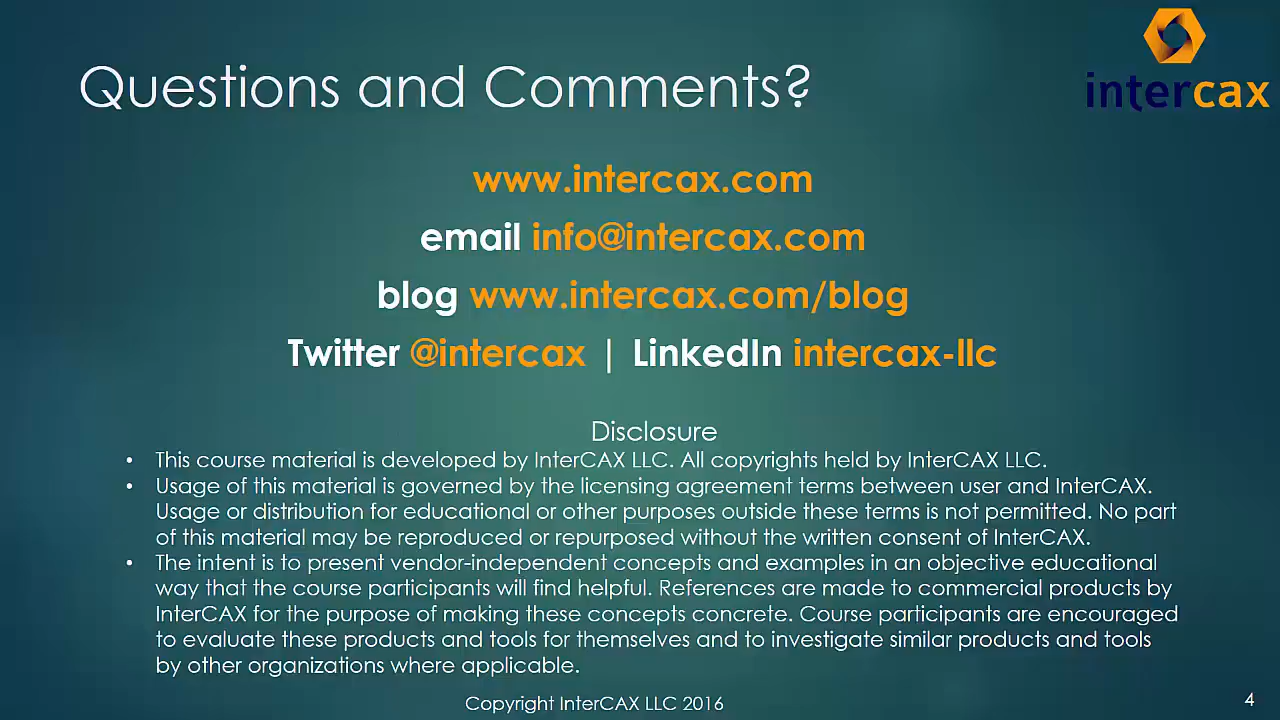 Questions and Comments?
intercax
www.intercax.com
email info@intercax.com
blog www.intercax.com/blog
Twitter @intercax | LinkedIn intercax-llc
Disclosure
• This course material is developed by InterCAX LLC. All copyrights held by InterCAX LLC.
• Usage of this material is governed by the licensing agreement terms between user and InterCAX.
Usage or distribution for educational or other purposes outside these terms is not permitted. No part
of this material may be reproduced or repurposed without the written consent of InterCAX.
• The intent is to present vendor-independent concepts and examples in an objective educational
way that the course participants will find helpful. References are made to commercial products by
InterCAX for the purpose of making these concepts concrete. Course participants are encouraged
to evaluate these products and tools for themselves and to investigate similar products and tools
by other organizations where applicable.
Copyright InterCAX LLC 2016
4